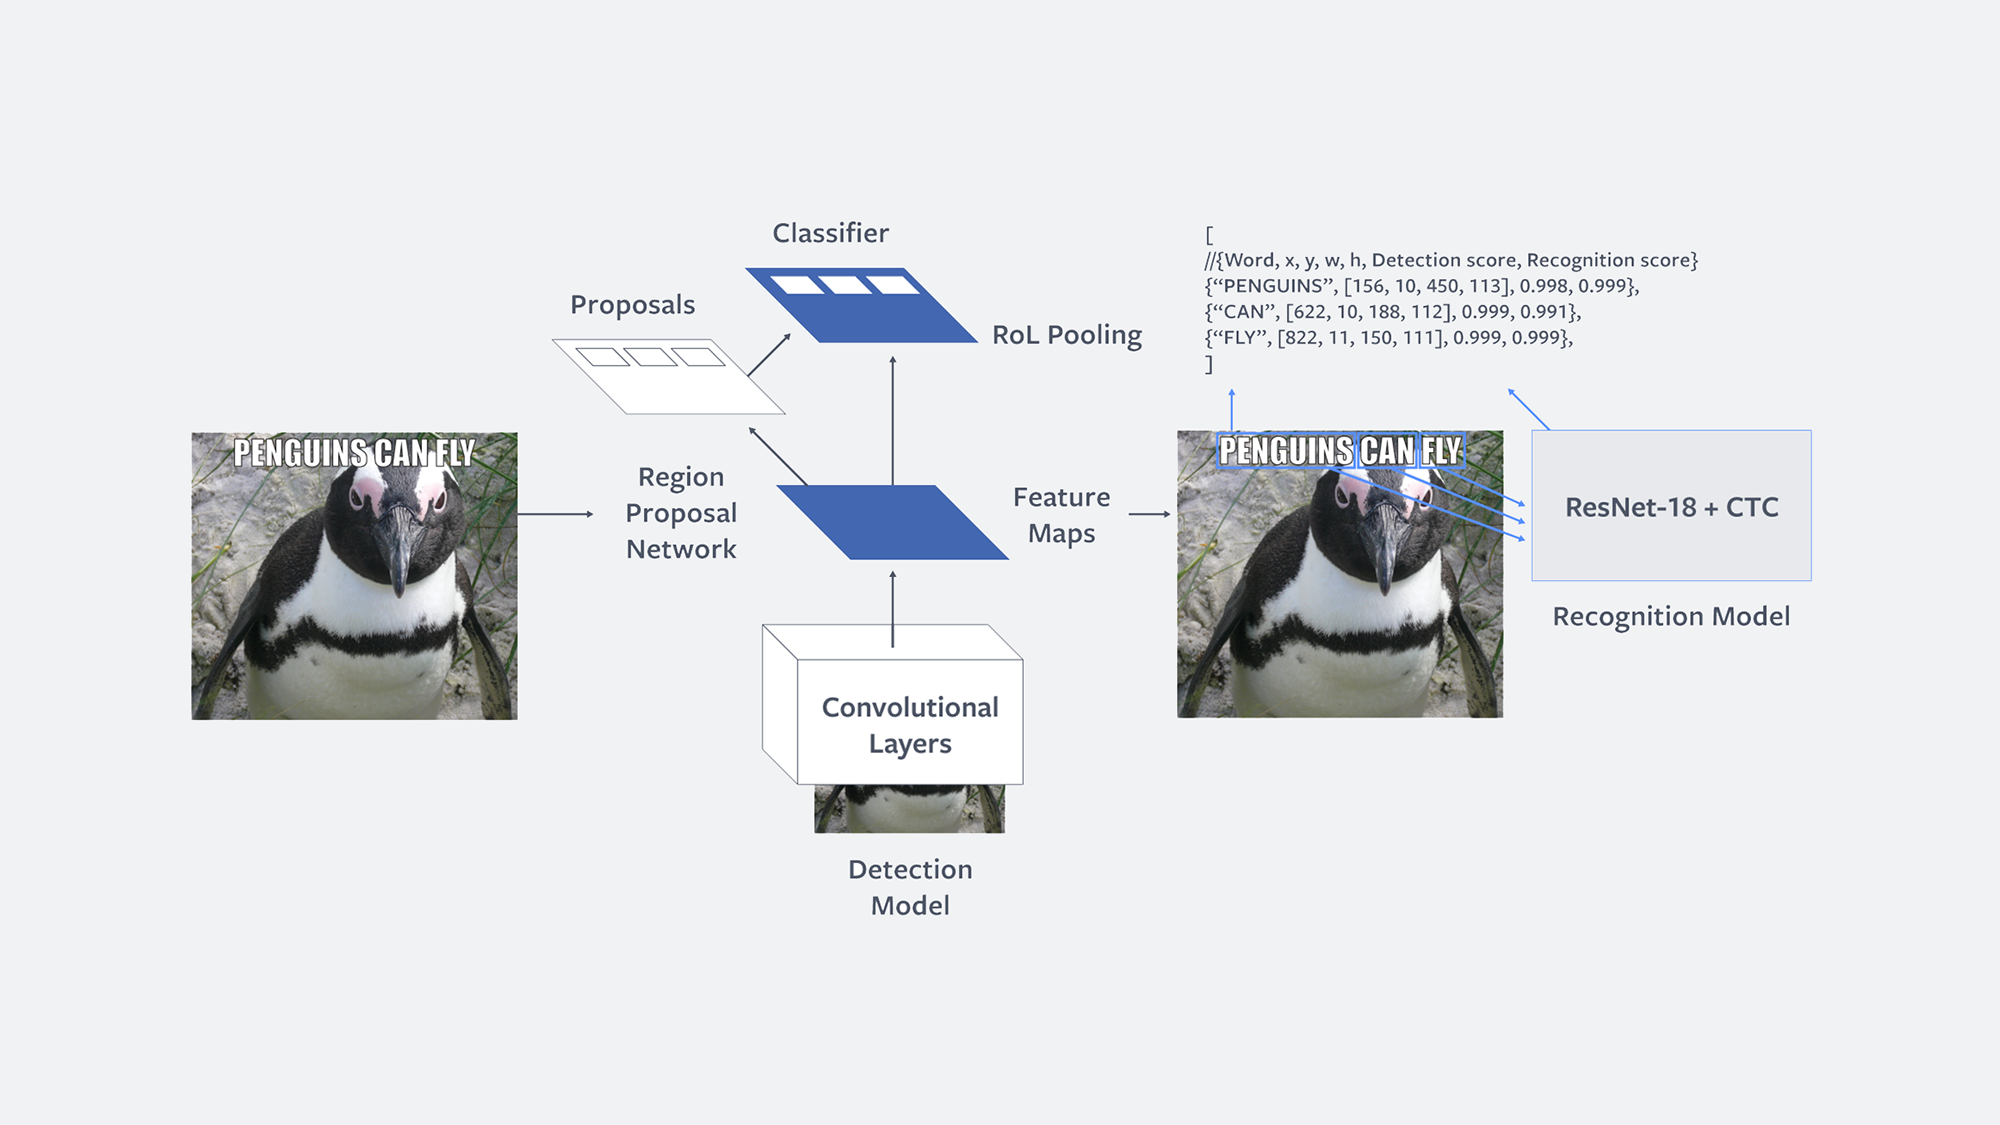 Classifier
Proposals
RoL Pooling
PENGUINS CAN FLY
Region
Proposal
Network
Feature
Maps
Convolutional
Layers
Detection
Model
[
//{Word, x, y, w, h, Detection score, Recognition score}
{“PENGUINS”, [156, 10, 450, 113], 0.998, 0.999},
{“CAN”, [622, 10, 188, 112], 0.999, 0.991},
{“FLY”, [822, 11, 150, 111], 0.999, 0.999},
]
PENGUINS CAN FLY
ResNet-18 + CTC
Recognition Model